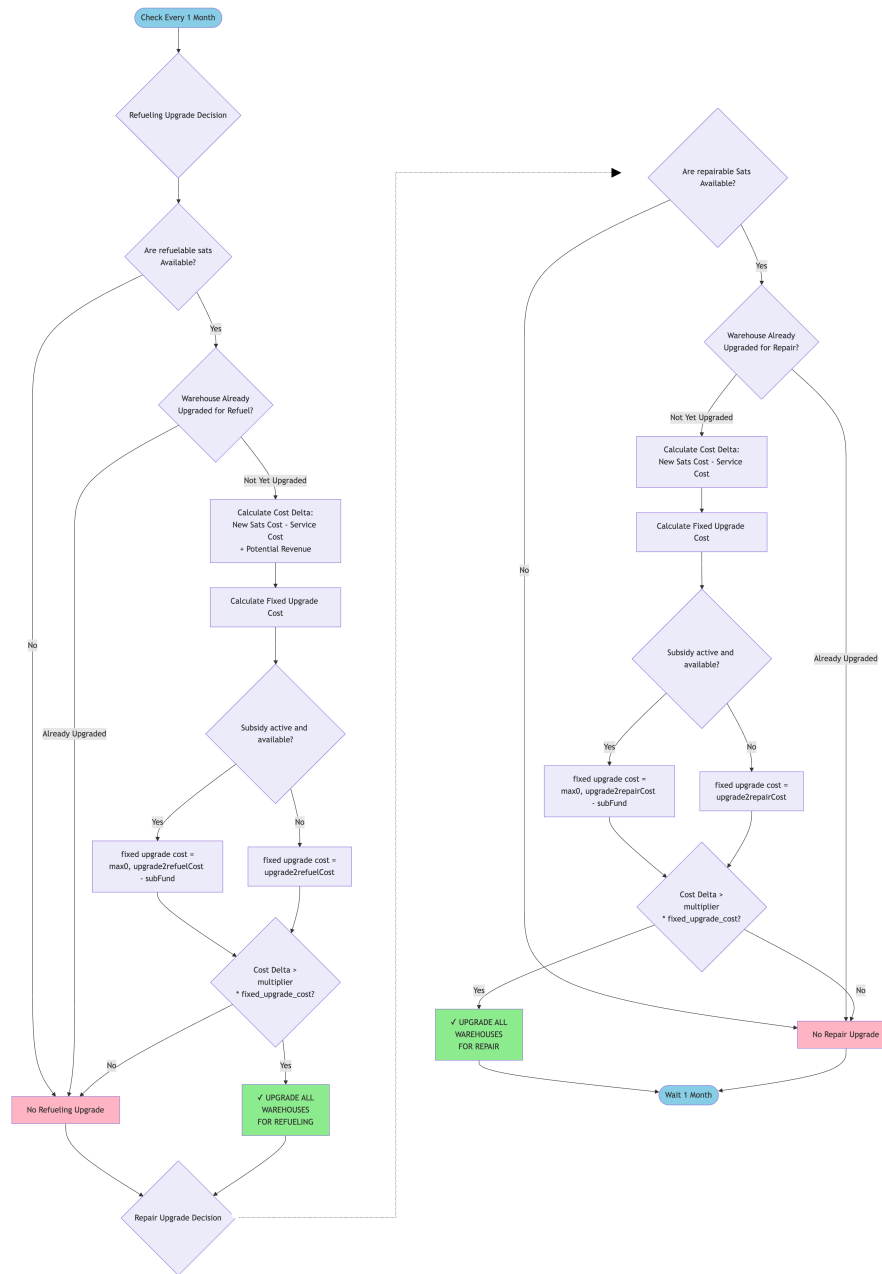 Check Every 1 Month
Refueling Upgrade Decision
Are refuelable sats
Available?
Yes
Warehouse Already
Upgraded for Refuel?
Not Yet Upgraded
Calculate Cost Delta:
New Sats Cost - Service
Cost
+ Potential Revenue
Calculate Fixed Upgrade
Cost
No
Already Upgraded
Subsidy active and
available?
Yes
No
fixed upgrade cost =
max0, upgrade2refuelCost
- subFund
fixed upgrade cost =
upgrade2refuelCost
Cost Delta >
multiplier
* fixed_upgrade_cost?
No
Yes
No Refueling Upgrade
✓ UPGRADE ALL
WAREHOUSES
FOR REFUELING
Repair Upgrade Decision
Are repairable Sats
Available?
Yes
Warehouse Already
Upgraded for Repair?
Not Yet Upgraded
Calculate Cost Delta:
New Sats Cost - Service
Cost
Calculate Fixed Upgrade
Cost
No
Already Upgraded
Subsidy active and
available?
Yes
No
fixed upgrade cost =
max0, upgrade2repairCost
- subFund
fixed upgrade cost =
upgrade2repairCost
Cost Delta >
multiplier
* fixed_upgrade_cost?
Yes
No
✓ UPGRADE ALL
WAREHOUSES
FOR REPAIR
No Repair Upgrade
Wait 1 Month